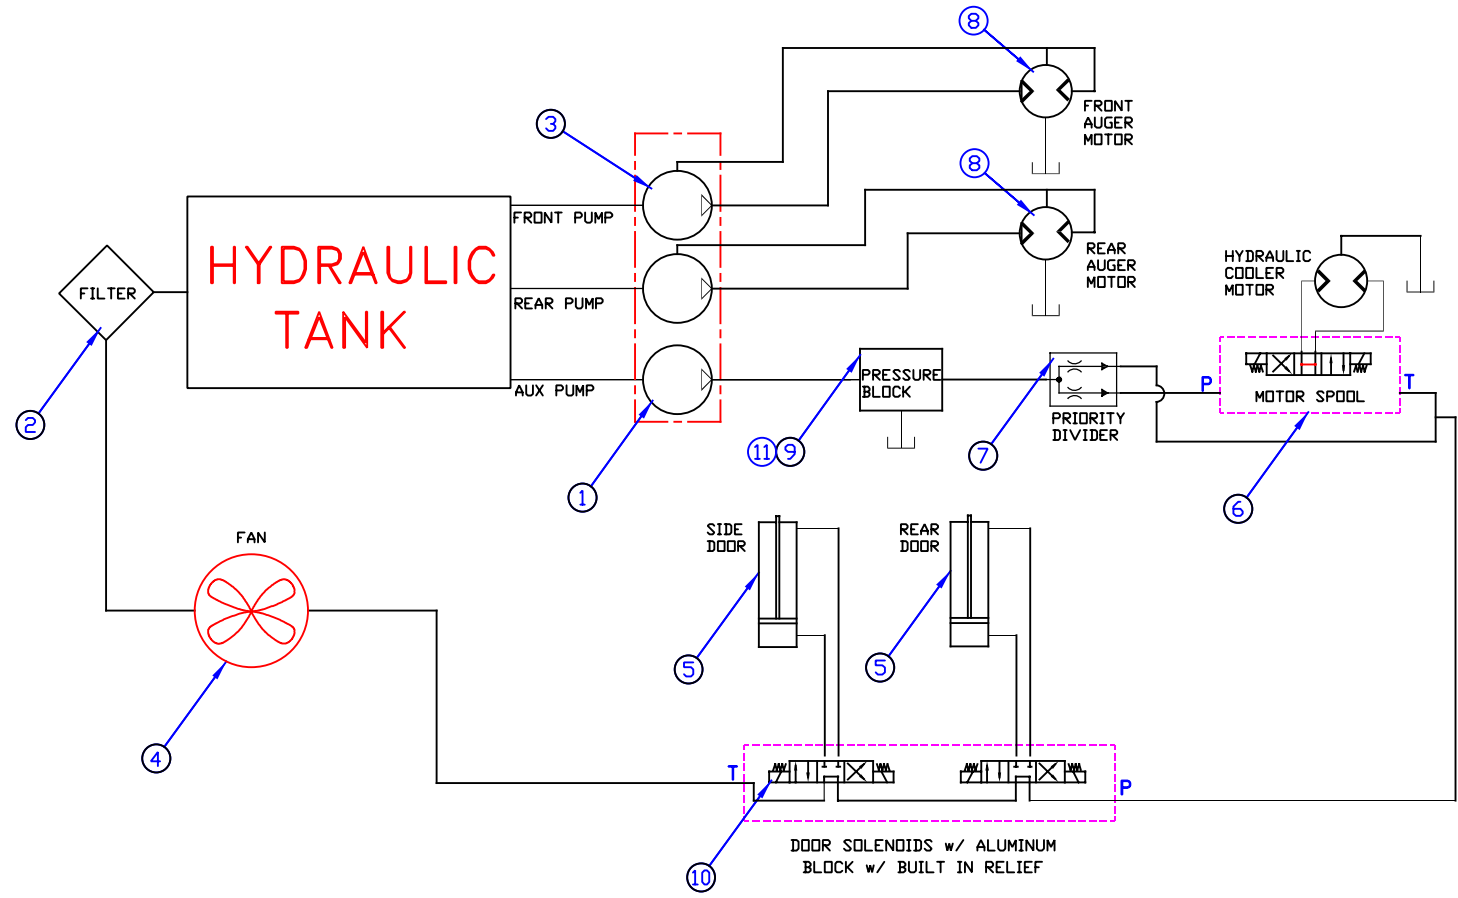 8
3
FRONT
AUGER
MOTOR
8
FRONT PUMP
HYDRAULIC
TANK
REAR
AUGER
MOTOR
HYDRAULIC
COOLER
MOTOR
FILTER
REAR PUMP
AUX PUMP
PRESSURE
BLOCK
P
T
MOTOR SPOOL
PRIORITY
DIVIDER
2
11
9
7
1
6
FAN
SIDE
DOOR
REAR
DOOR
5
5
4
T
P
DOOR SOLENOIDS w/ ALUMINUM
BLOCK w/ BUILT IN RELIEF
10